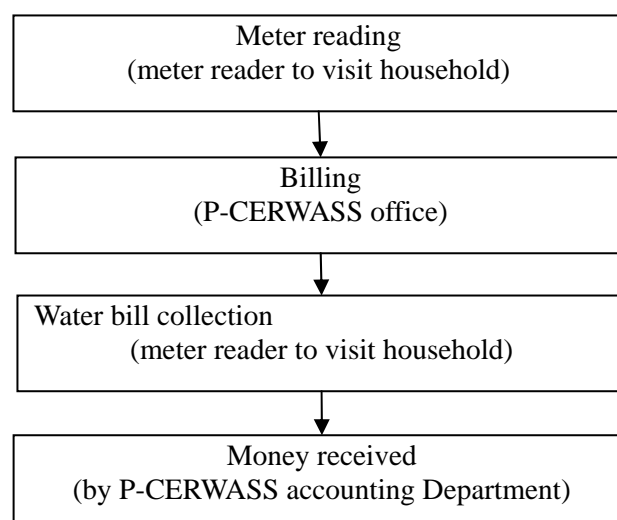 Meter reading
(meter reader to visit household)
Billing
(P-CERWASS office)
Water bill collection
(meter reader to visit household)
Money received
(by P-CERWASS accounting Department)